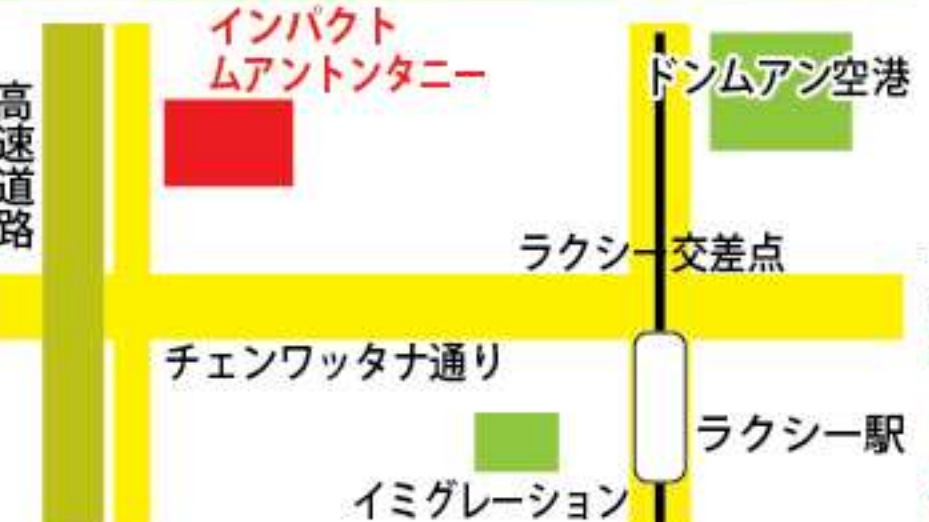 インパクト
ムアントンタニー
ドンムアン空港
高速道路
ラクシー交差点
チェンワッタナ通り
ラクシー駅
イミグレーション